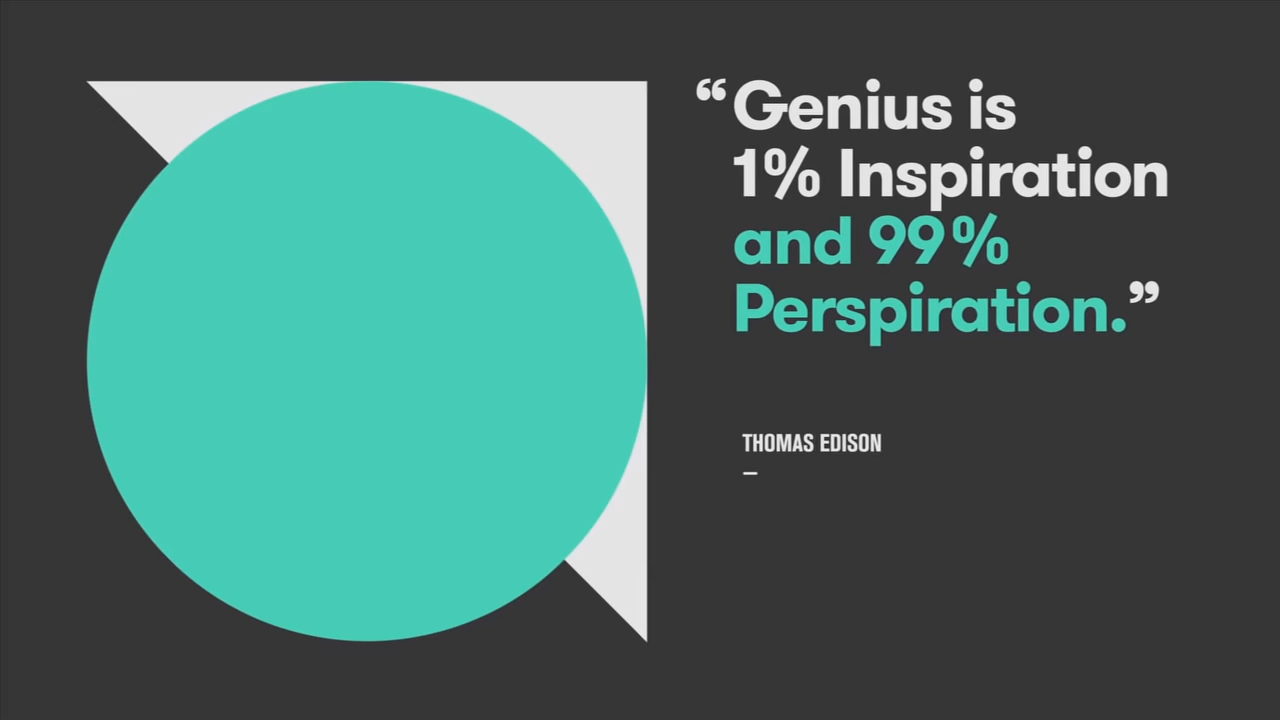 “Genius is
1% Inspiration
and 99%
Perspiration.”
THOMAS EDISON
–